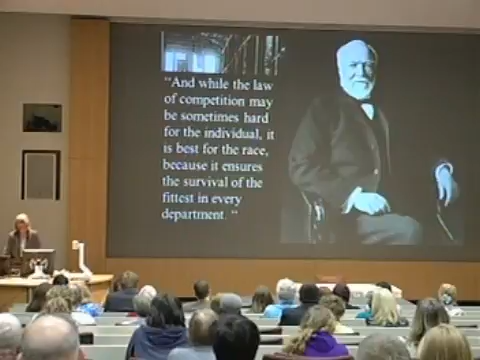 “And while the law
of competition may
be sometimes hard
for the individual, it
is best for the race,
because it ensures
the survival of the
fittest in every
department. “